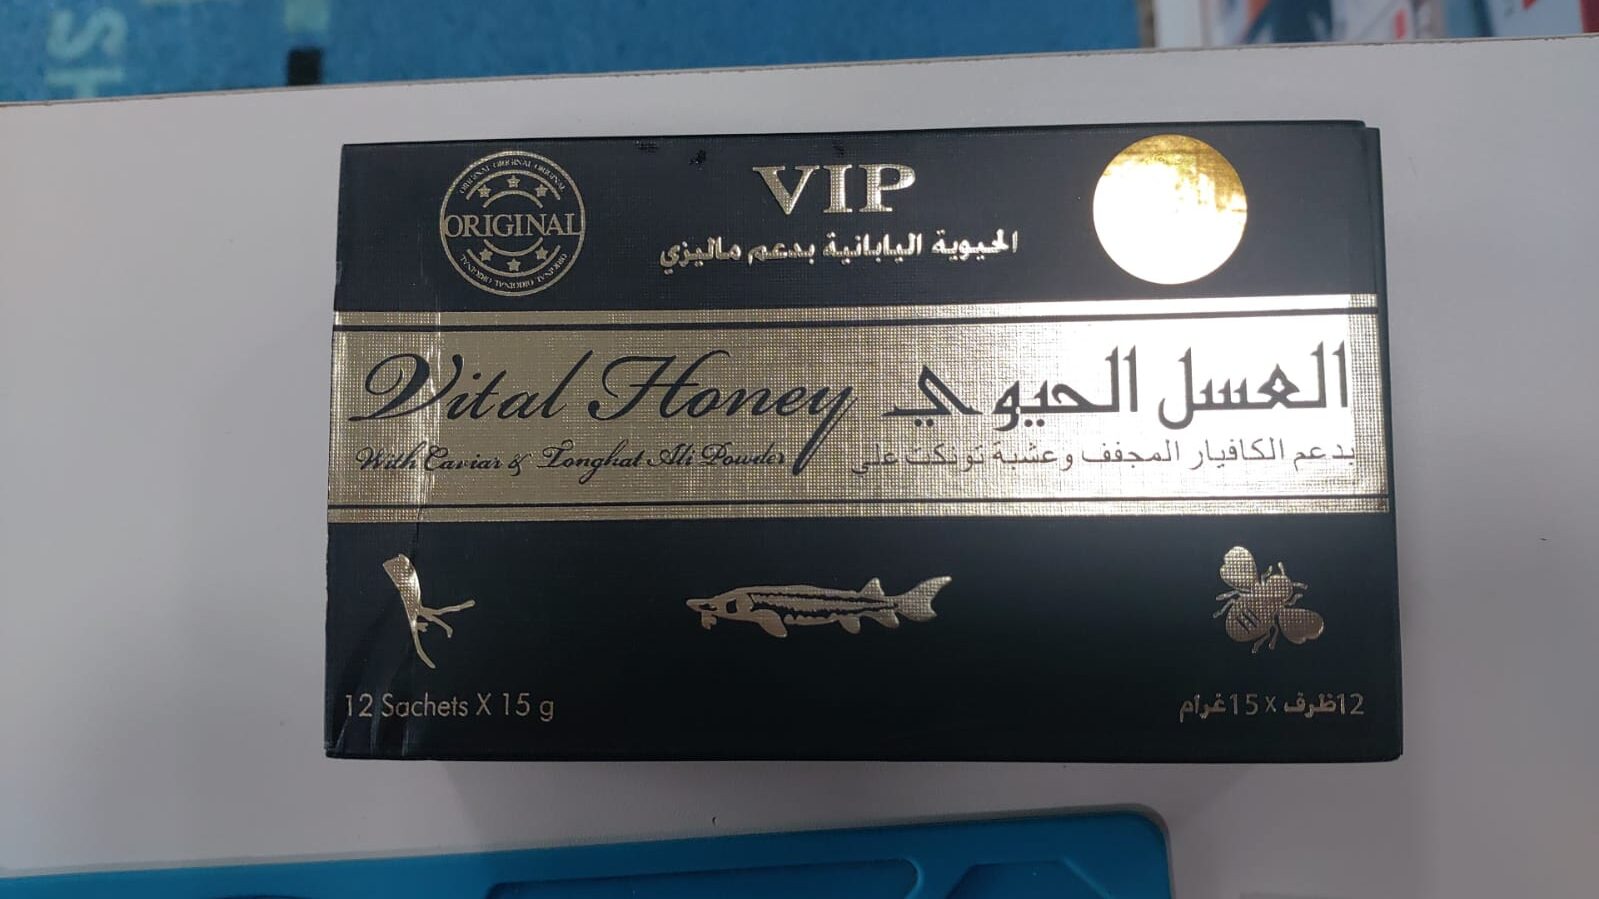 ORIGINAL
VIP
الحيوية اليابانية بدعم ماليزي
Vital Honey
العسل الحيوي
With Caviar & Tongkat Ali Powder
بدعم الكافيار المجفف وعشبة تونكت علي
12 Sachets X 15 g
12ظرف x 15غرام